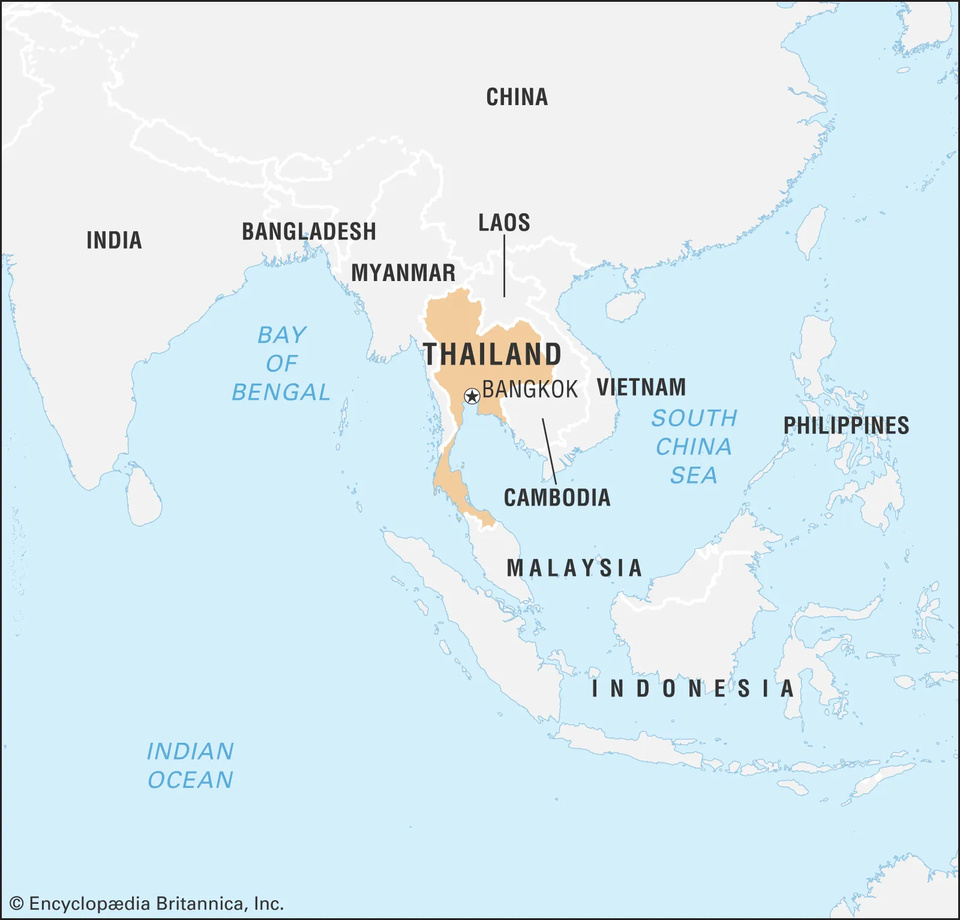 CHINA
LAOS
INDIA
BANGLADESH
MYANMAR
BAY
OF
BENGAL
THAILAND
BANGKOK
VIETNAM
SOUTH
CHINA
SEA
PHILIPPINES
CAMBODIA
MALAYSIA
INDONESIA
INDIAN
OCEAN
© Encyclopædia Britannica, Inc.